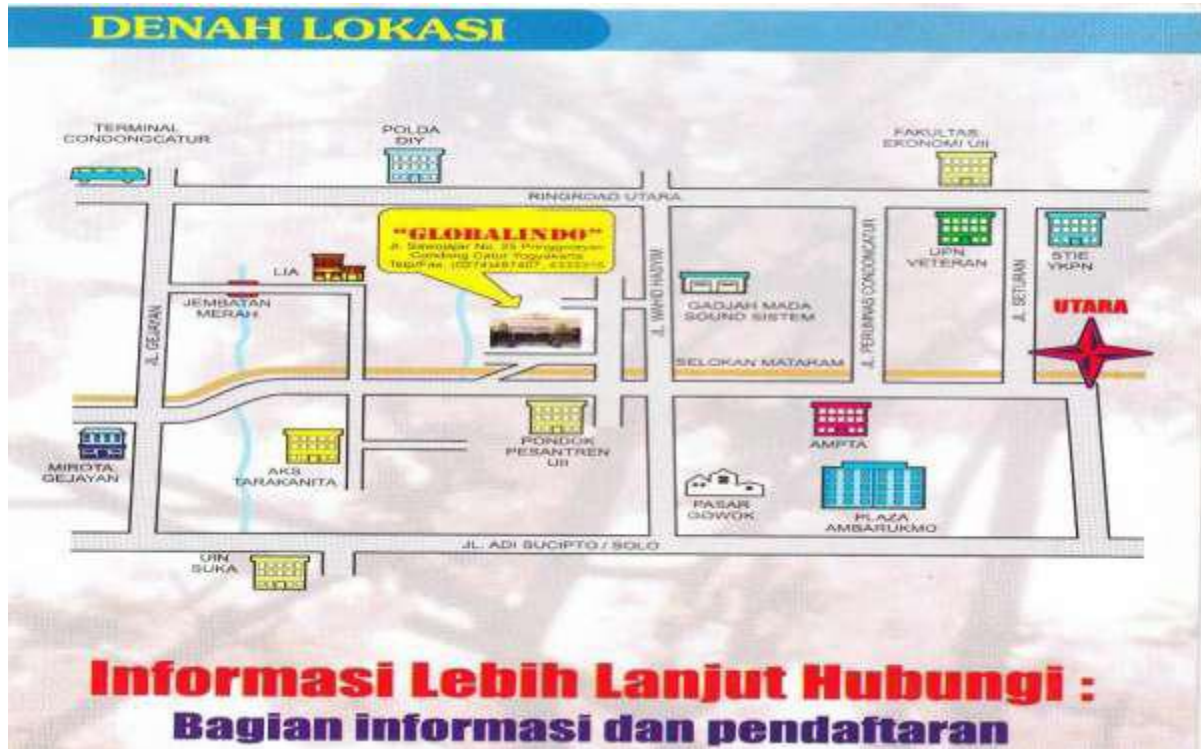 DENAH LOKASI
TERMINAL
CONDONGCATUR
POLDA
DIY
FAKULTAS
EKONOMI UII
RINGROAD UTARA
"GLOBALINDO"
Condong Catur Yogyakarta
LIA
JEMBATAN
MERAH
JL. GEJAYAN
JL. WAHID HASYIM
GADJAH MADA
SOUND SISTEM
JL. PERUMNAS CONDONGCATUR
UPN
VETERAN
JL. SETURAN
STIE
YKPN
UTARA
SELOKAN MATARAM
MIROTA
GEJAYAN
AKS
TARAKANITA
PONDOK
PESANTREN
UII
AMPTA
PASAR
GOWOK
PLAZA
AMBARUKMO
JL. ADI SUCIPTO / SOLO
UIN
SUKA
Informasi Lebih Lanjut Hubungi :
Bagian informasi dan pendaftaran